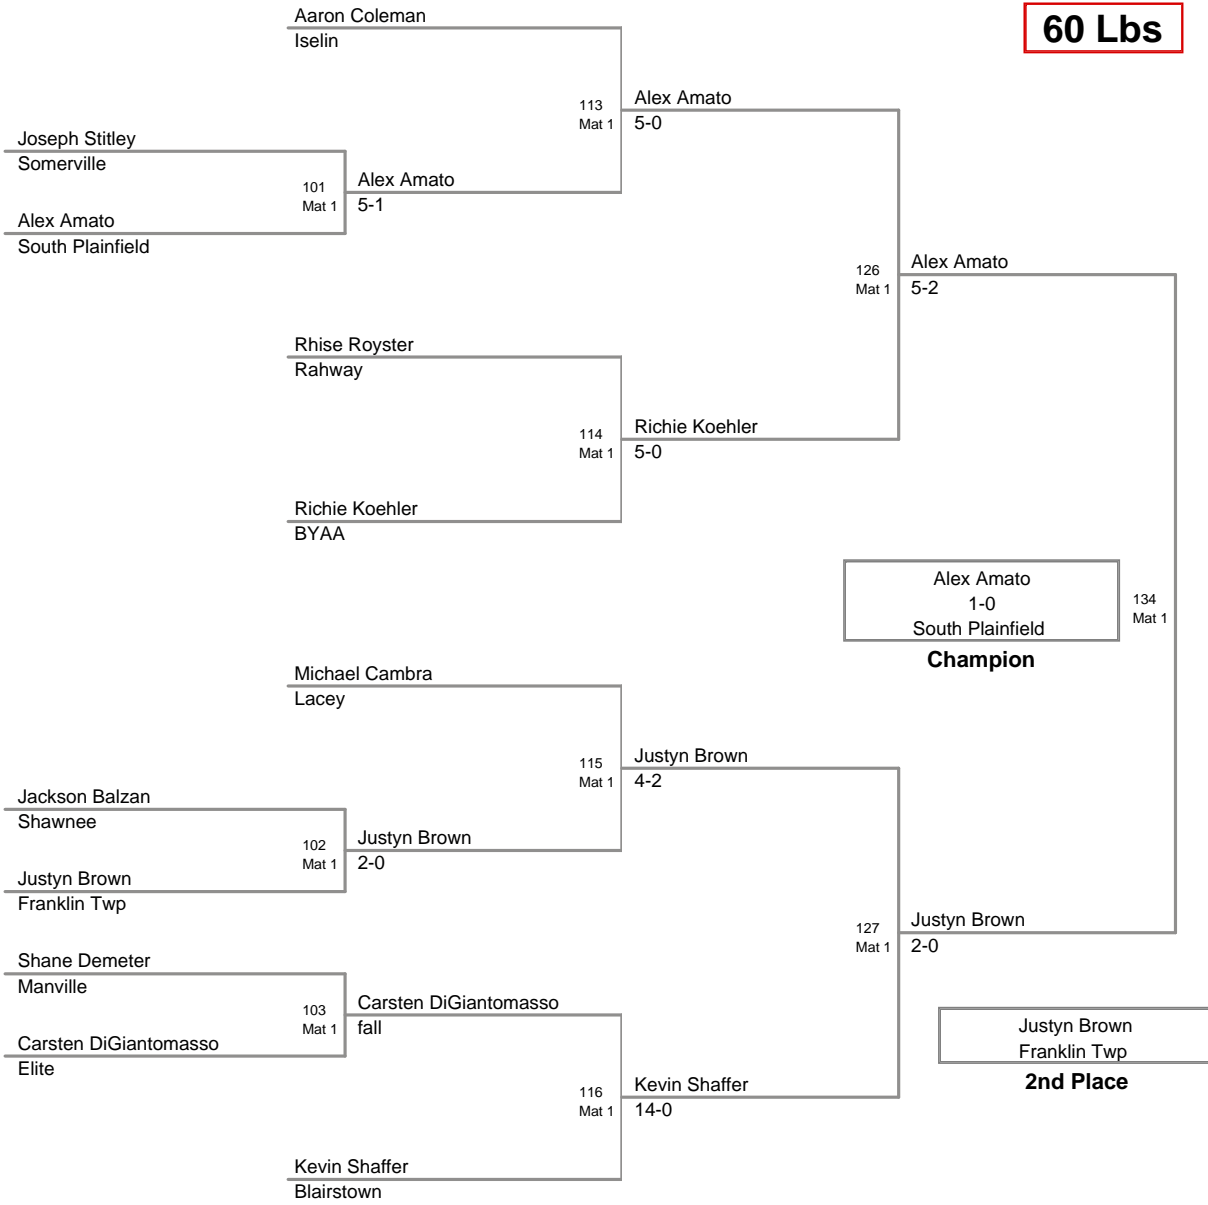 Aaron Coleman
Iselin
60 Lbs
113
Mat 1
Alex Amato
5-0
Joseph Stitley
Somerville
101
Mat 1
Alex Amato
5-1
Alex Amato
South Plainfield
126
Mat 1
Alex Amato
5-2
Rhise Royster
Rahway
114
Mat 1
Richie Koehler
5-0
Richie Koehler
BYAA
Alex Amato
1-0
South Plainfield
134
Mat 1
Champion
Michael Cambra
Lacey
115
Mat 1
Justyn Brown
4-2
Jackson Balzan
Shawnee
102
Mat 1
Justyn Brown
2-0
Justyn Brown
Franklin Twp
127
Mat 1
Justyn Brown
2-0
Shane Demeter
Manville
103
Mat 1
Carsten DiGiantomasso
fall
Carsten DiGiantomasso
Elite
Justyn Brown
Franklin Twp
2nd Place
116
Mat 1
Kevin Shaffer
14-0
Kevin Shaffer
Blairstown